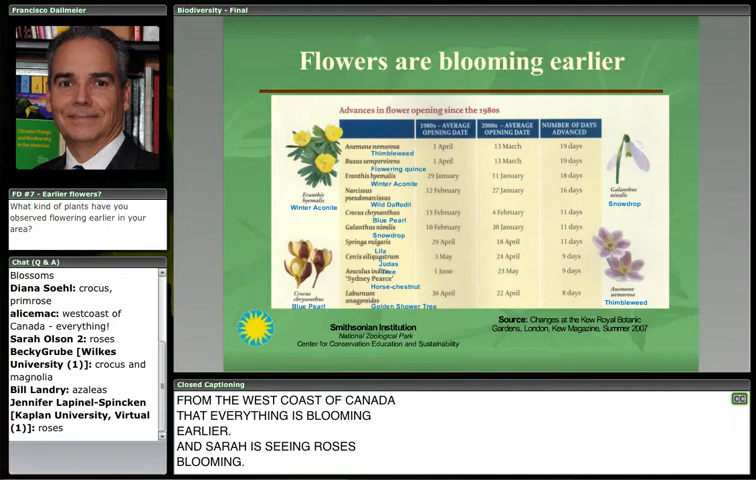 Francisco Dallmeier
FD #7 - Earlier flowers?
What kind of plants have you
observed flowering earlier in your
area?
Chat (Q & A)
Blossoms
Diana Soehl: crocus,
primrose
alicemac: westcoast of
Canada - everything!
Sarah Olson 2: roses
BeckyGrube [Wilkes
University (1)]: crocus and
magnolia
Bill Landry: azaleas
Jennifer Lapinel-Spincken
[Kaplan University, Virtual
(1)]: roses
Biodiversity - Final
Flowers are blooming earlier
Advances in flower opening since the 1980s
1980s – AVERAGE OPENING DATE 2000s – AVERAGE OPENING DATE NUMBER OF DAYS ADVANCED
Anemone nemorosa 1 April 13 March 19 days
Thimbleweed
Buxus sempervirens 1 April 13 March 19 days
Flowering quince
Eranthis hyemalis 29 January 11 January 18 days
Winter Aconite
Narcissus pseudonarcissus 12 February 27 January 16 days
Wild Daffodil
Crocus chrysanthus 15 February 4 February 11 days
Blue Pearl
Galanthus nivalis 10 February 30 January 11 days
Snowdrop
Syringa vulgaris 29 April 18 April 11 days
Lila
Cercis siliquastrum 3 May 24 April 9 days
Judas
Tree
Aesculus indica 'Sydney Pearce' 1 June 23 May 9 days
Horse-chestnut
Laburnum anagyroides 30 April 22 April 8 days
Golden Shower Tree
Eranthis
hyemalis
Winter Aconite
Crocus
chrysanthus
Blue Pearl
Galanthus
nivalis
Snowdrop
Anemone
nemorosa
Thimbleweed
Smithsonian Institution
National Zoological Park
Center for Conservation Education and Sustainability
Source: Changes at the Kew Royal Botanic
Gardens, London, Kew Magazine, Summer 2007
Closed Captioning
FROM THE WEST COAST OF CANADA
THAT EVERYTHING IS BLOOMING
EARLIER.
AND SARAH IS SEEING ROSES
BLOOMING.
CC